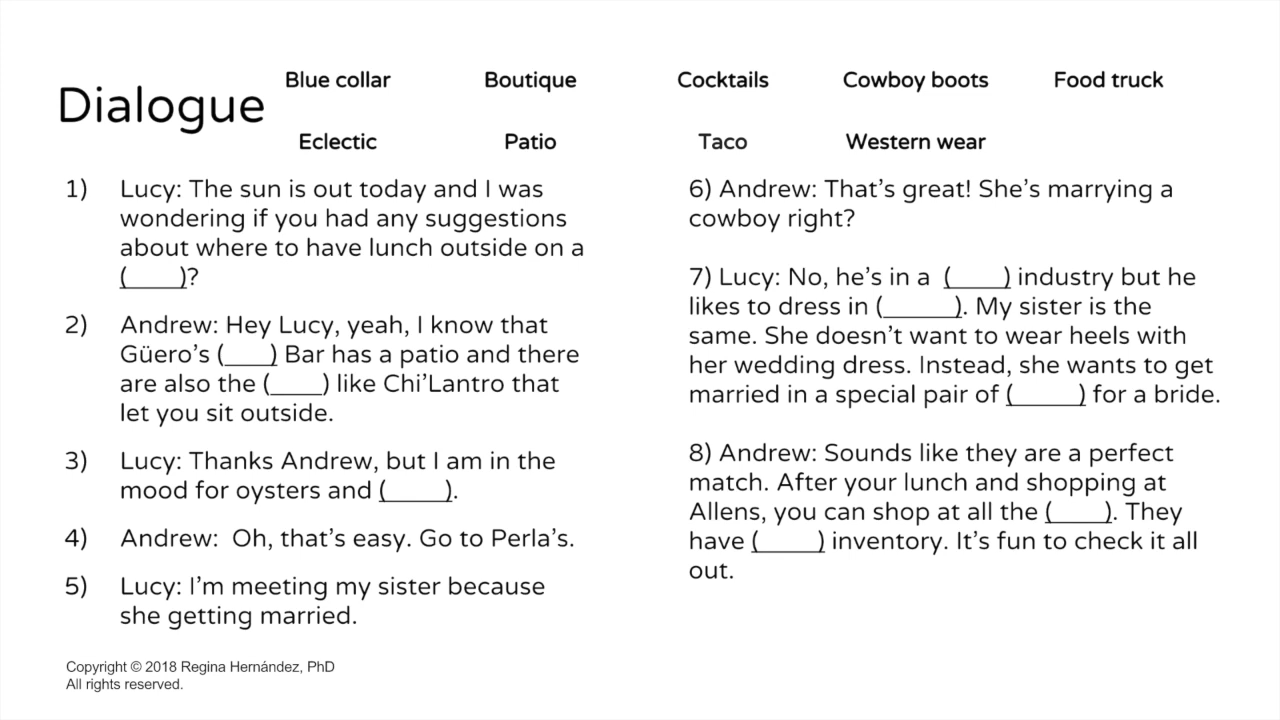 Dialogue
Blue collar Boutique Cocktails Cowboy boots Food truck
Eclectic Patio Taco Western wear
1) Lucy: The sun is out today and I was
wondering if you had any suggestions
about where to have lunch outside on a
(____)?
2) Andrew: Hey Lucy, yeah, I know that
Güero’s (___) Bar has a patio and there
are also the (____) like Chi’Lantro that
let you sit outside.
3) Lucy: Thanks Andrew, but I am in the
mood for oysters and (____).
4) Andrew: Oh, that’s easy. Go to Perla’s.
5) Lucy: I’m meeting my sister because
she getting married.
6) Andrew: That’s great! She’s marrying a
cowboy right?
7) Lucy: No, he’s in a (____) industry but he
likes to dress in (_____). My sister is the
same. She doesn’t want to wear heels with
her wedding dress. Instead, she wants to get
married in a special pair of (_____) for a bride.
8) Andrew: Sounds like they are a perfect
match. After your lunch and shopping at
Allens, you can shop at all the (____). They
have (____) inventory. It’s fun to check it all
out.
Copyright © 2018 Regina Hernández, PhD
All rights reserved.